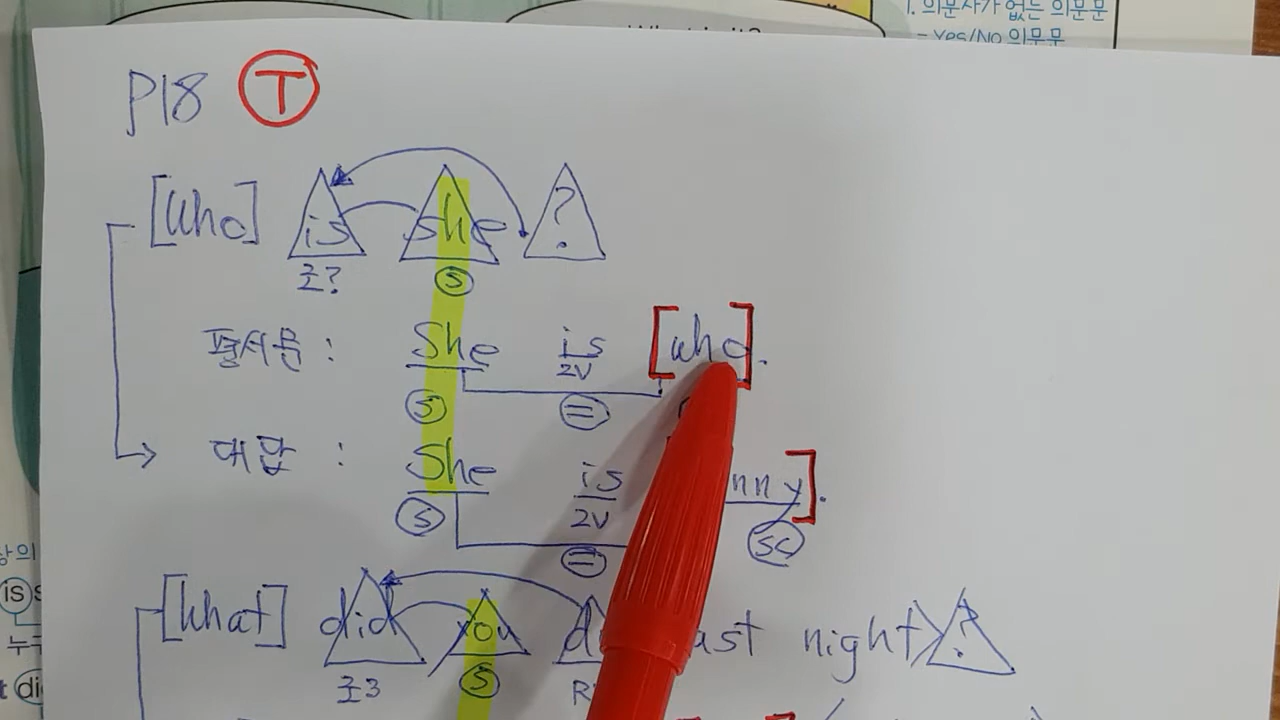 1. 의문사가 없는 의문문
- Yes/No 의문문
P18 T
[Who] is she ?
조? S
평서문 : She is [who].
2V
S =
대답 : She is nny].
2V
S = SC
[What] did you last night> ?
조3 S R